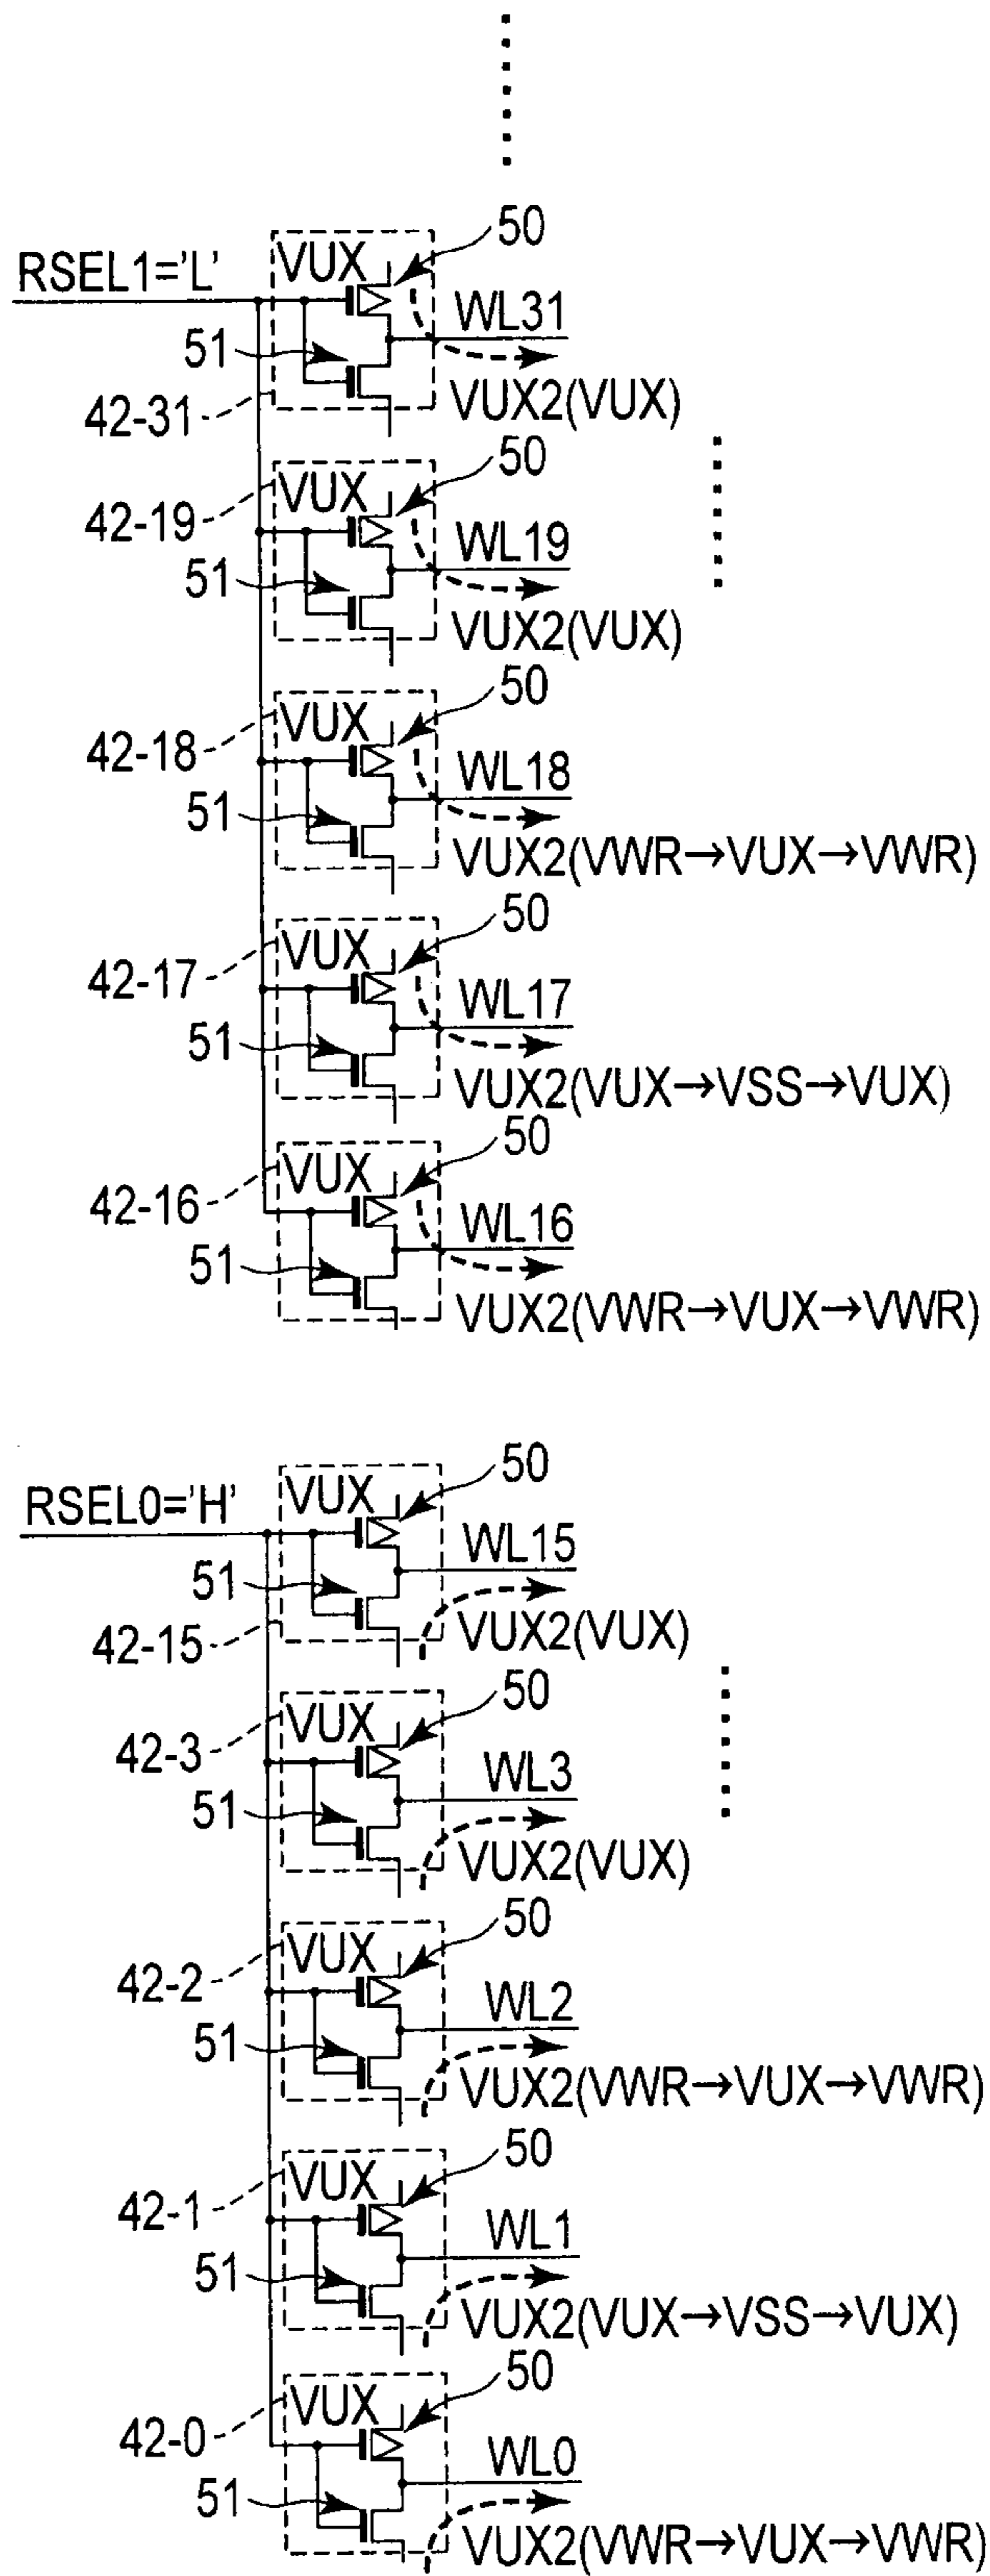 50
VUX
RSEL1='L'
WL31
51
42-31
VUX2(VUX)
50
VUX
42-19
WL19
51
VUX2(VUX)
50
VUX
42-18
WL18
51
VUX2(VWR→VUX→VWR)
50
VUX
42-17
WL17
51
VUX2(VUX→VSS→VUX)
50
VUX
42-16
WL16
51
VUX2(VWR→VUX→VWR)
50
VUX
RSEL0='H'
WL15
51
42-15
VUX2(VUX)
50
VUX
42-3
WL3
51
VUX2(VUX)
50
VUX
42-2
WL2
51
VUX2(VWR→VUX→VWR)
50
VUX
42-1
WL1
51
VUX2(VUX→VSS→VUX)
50
VUX
42-0
WL0
51
VUX2(VWR→VUX→VWR)